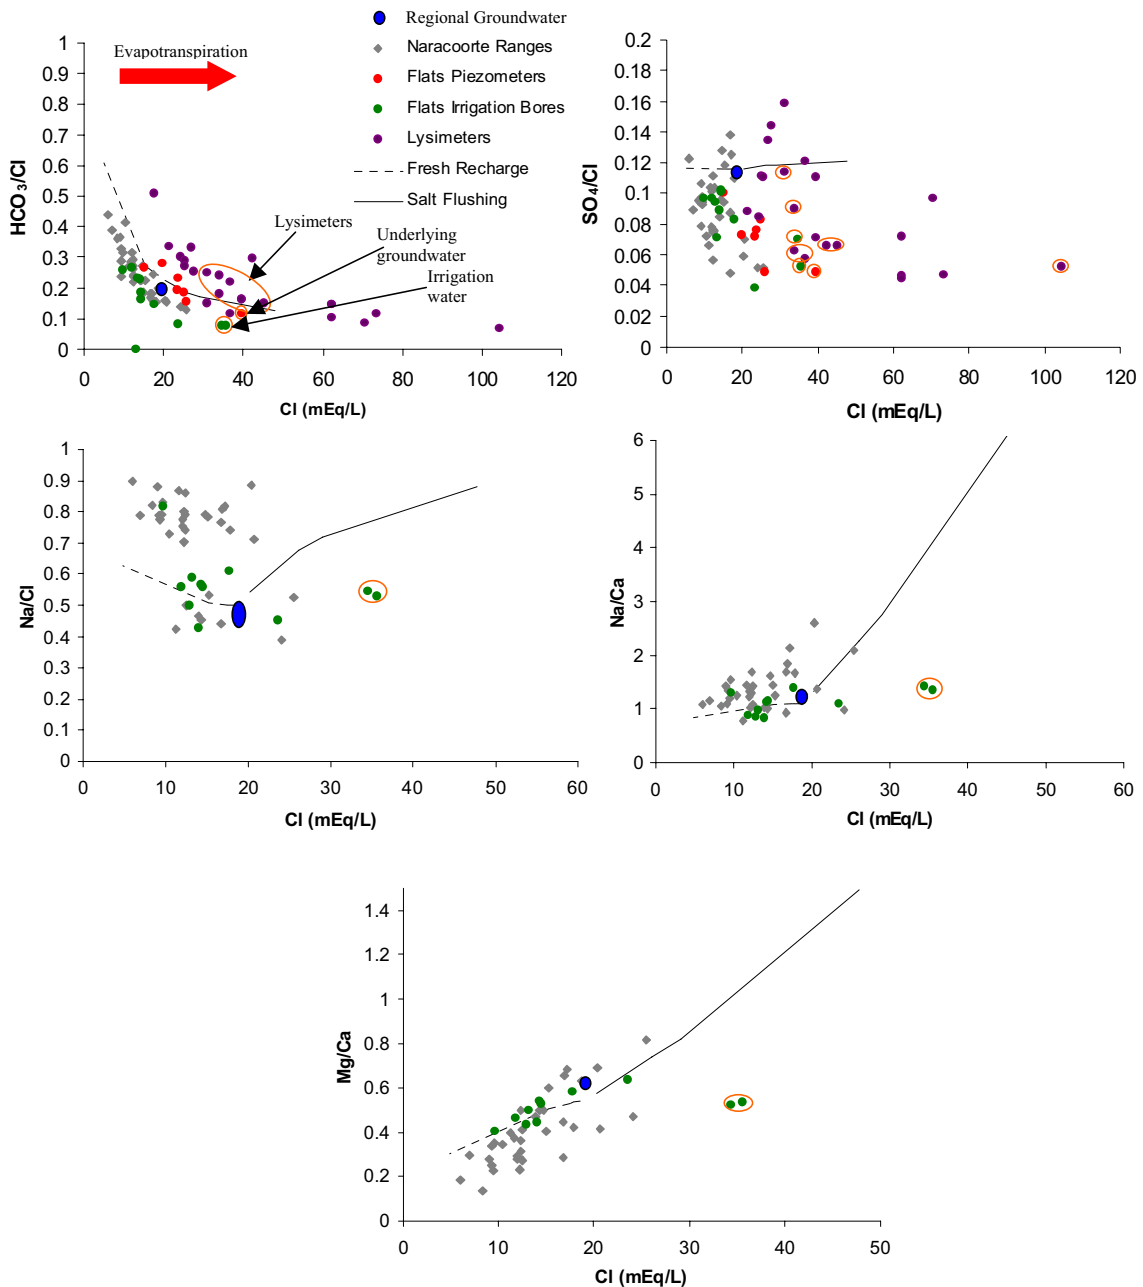 Regional Groundwater
Naracoorte Ranges
Flats Piezometers
Flats Irrigation Bores
Lysimeters
Fresh Recharge
Salt Flushing
Evapotranspiration
Lysimeters
Underlying
groundwater
Irrigation
water
HCO3/Cl
1
0.9
0.8
0.7
0.6
0.5
0.4
0.3
0.2
0.1
0
0 20 40 60 80 100 120
Cl (mEq/L)
SO4/Cl
0.2
0.16
0.14
0.12
0.1
0.08
0.06
0.04
0.02
0
0 20 40 60 80 100 120
Cl (mEq/L)
Na/Cl
1
0.9
0.8
0.7
0.6
0.5
0.4
0.3
0.2
0.1
0
0 10 20 30 40 50 60
Cl (mEq/L)
Na/Ca
6
5
4
3
2
1
0
0 10 20 30 40 50 60
Cl (mEq/L)
Mg/Ca
1.4
1.2
1
0.8
0.6
0.4
0.2
0
0 10 20 30 40 50
Cl (mEq/L)